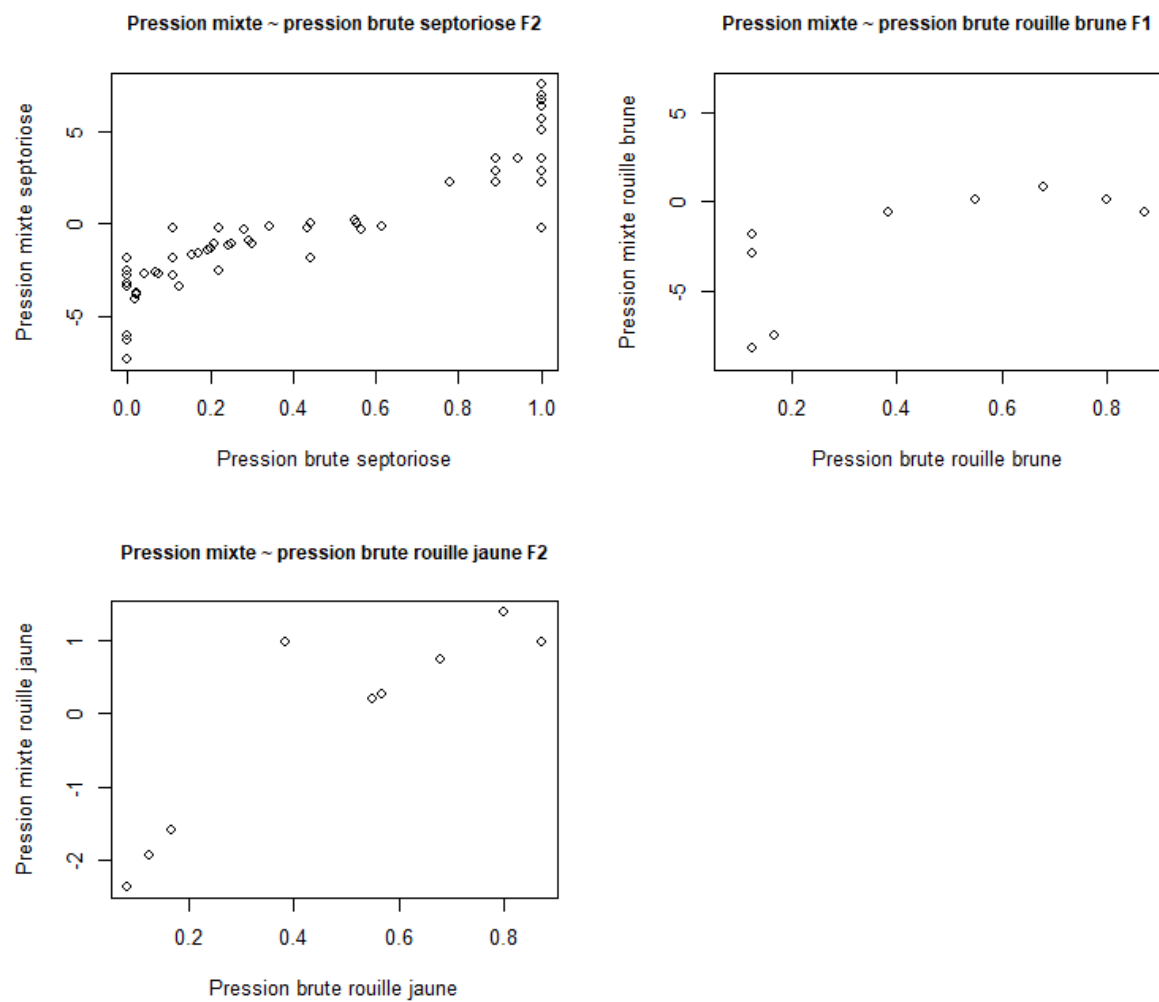 Pression mixte ~ pression brute septoriose F2
Pression mixte septoriose
5
0
-5
0.0 0.2 0.4 0.6 0.8 1.0
Pression brute septoriose
Pression mixte ~ pression brute rouille brune F1
Pression mixte rouille brune
5
0
-5
0.2 0.4 0.6 0.8
Pression brute rouille brune
Pression mixte ~ pression brute rouille jaune F2
Pression mixte rouille jaune
1
0
-1
-2
0.2 0.4 0.6 0.8
Pression brute rouille jaune